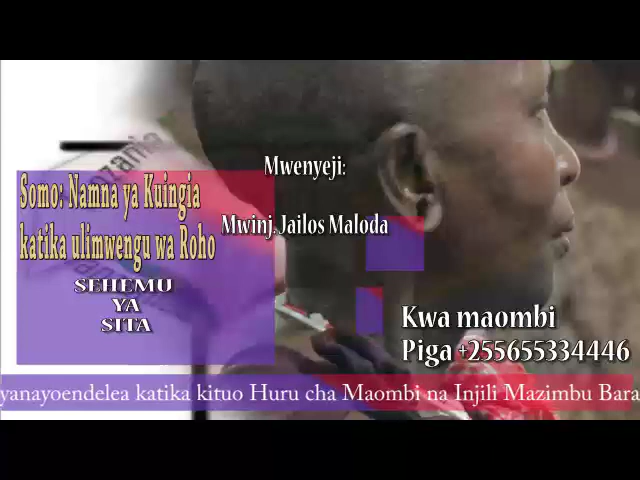 Somo: Namna ya Kuingia
katika ulimwengu wa Roho
SEHEMU
YA
SITA
Mwenyeji:
Mwinj. Jailos Maloda
Kwa maombi
Piga +255655334446
yanayoendelea katika kituo Huru cha Maombi na Injili Mazimbu Bara